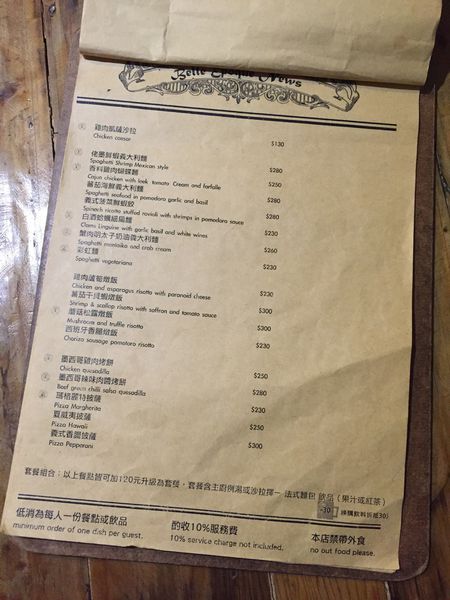 Belle Epoque News
雞肉凱薩沙拉
Chicken caesar
$130
佬墨鮮蝦義大利麵
Spaghetti Shrimp Mexican style
$280
香料雞肉蝴蝶麵
Cajun chicken with leek tomato Cream and farfalle
$250
蕃茄海鮮義大利麵
Spaghetti seafood in pomodoro garlic and basil
$280
義式菠菜鮮蝦餃
Spinach ricotta stuffed ravioli with shrimps in pomodoro sauce
$280
白酒蛤蠣細扁麵
Clams Linguine with garlic basil and white wines
$230
蟹肉明太子奶油義大利麵
Spaghetti mentaiko and crab cream
$260
彩虹麵
Spaghetti vegetariana
$230
雞肉蘆筍燉飯
Chicken and asparagus risotto with paranoid cheese
$230
蕃茄干貝蝦燉飯
Shrimp & scallop risotto with saffron and tomato sauce
$300
蘑菇松露燉飯
Mushroom and truffle risotto
$300
西班牙香腸燉飯
Chorizo sausage pomotoro risotto
$230
墨西哥雞肉烤餅
Chicken quesadilla
$250
墨西哥辣味肉醬烤餅
Beef green chilli salsa quesadilla
$280
瑪格麗特披薩
Pizza Margherita
$230
夏威夷披薩
Pizza Hawaii
$250
義式香腸披薩
Pizza Pepperoni
$300
套餐組合：以上餐點皆可加120元升級為套餐，套餐含主廚例湯或沙拉擇一 法式麵包 飲品（果汁或紅茶）
-30 換購飲料折抵30)
低消為每人一份餐點或飲品
minimum order of one dish per guest.
酌收10%服務費
10% service charge not included.
本店禁帶外食
no out food please.